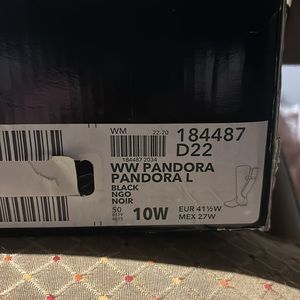 WM 22-20 184487
184487 2034 D22
WW PANDORA
PANDORA L
BLACK
NGO
NOIR
50
10W
EUR 41½W
MEX 27W